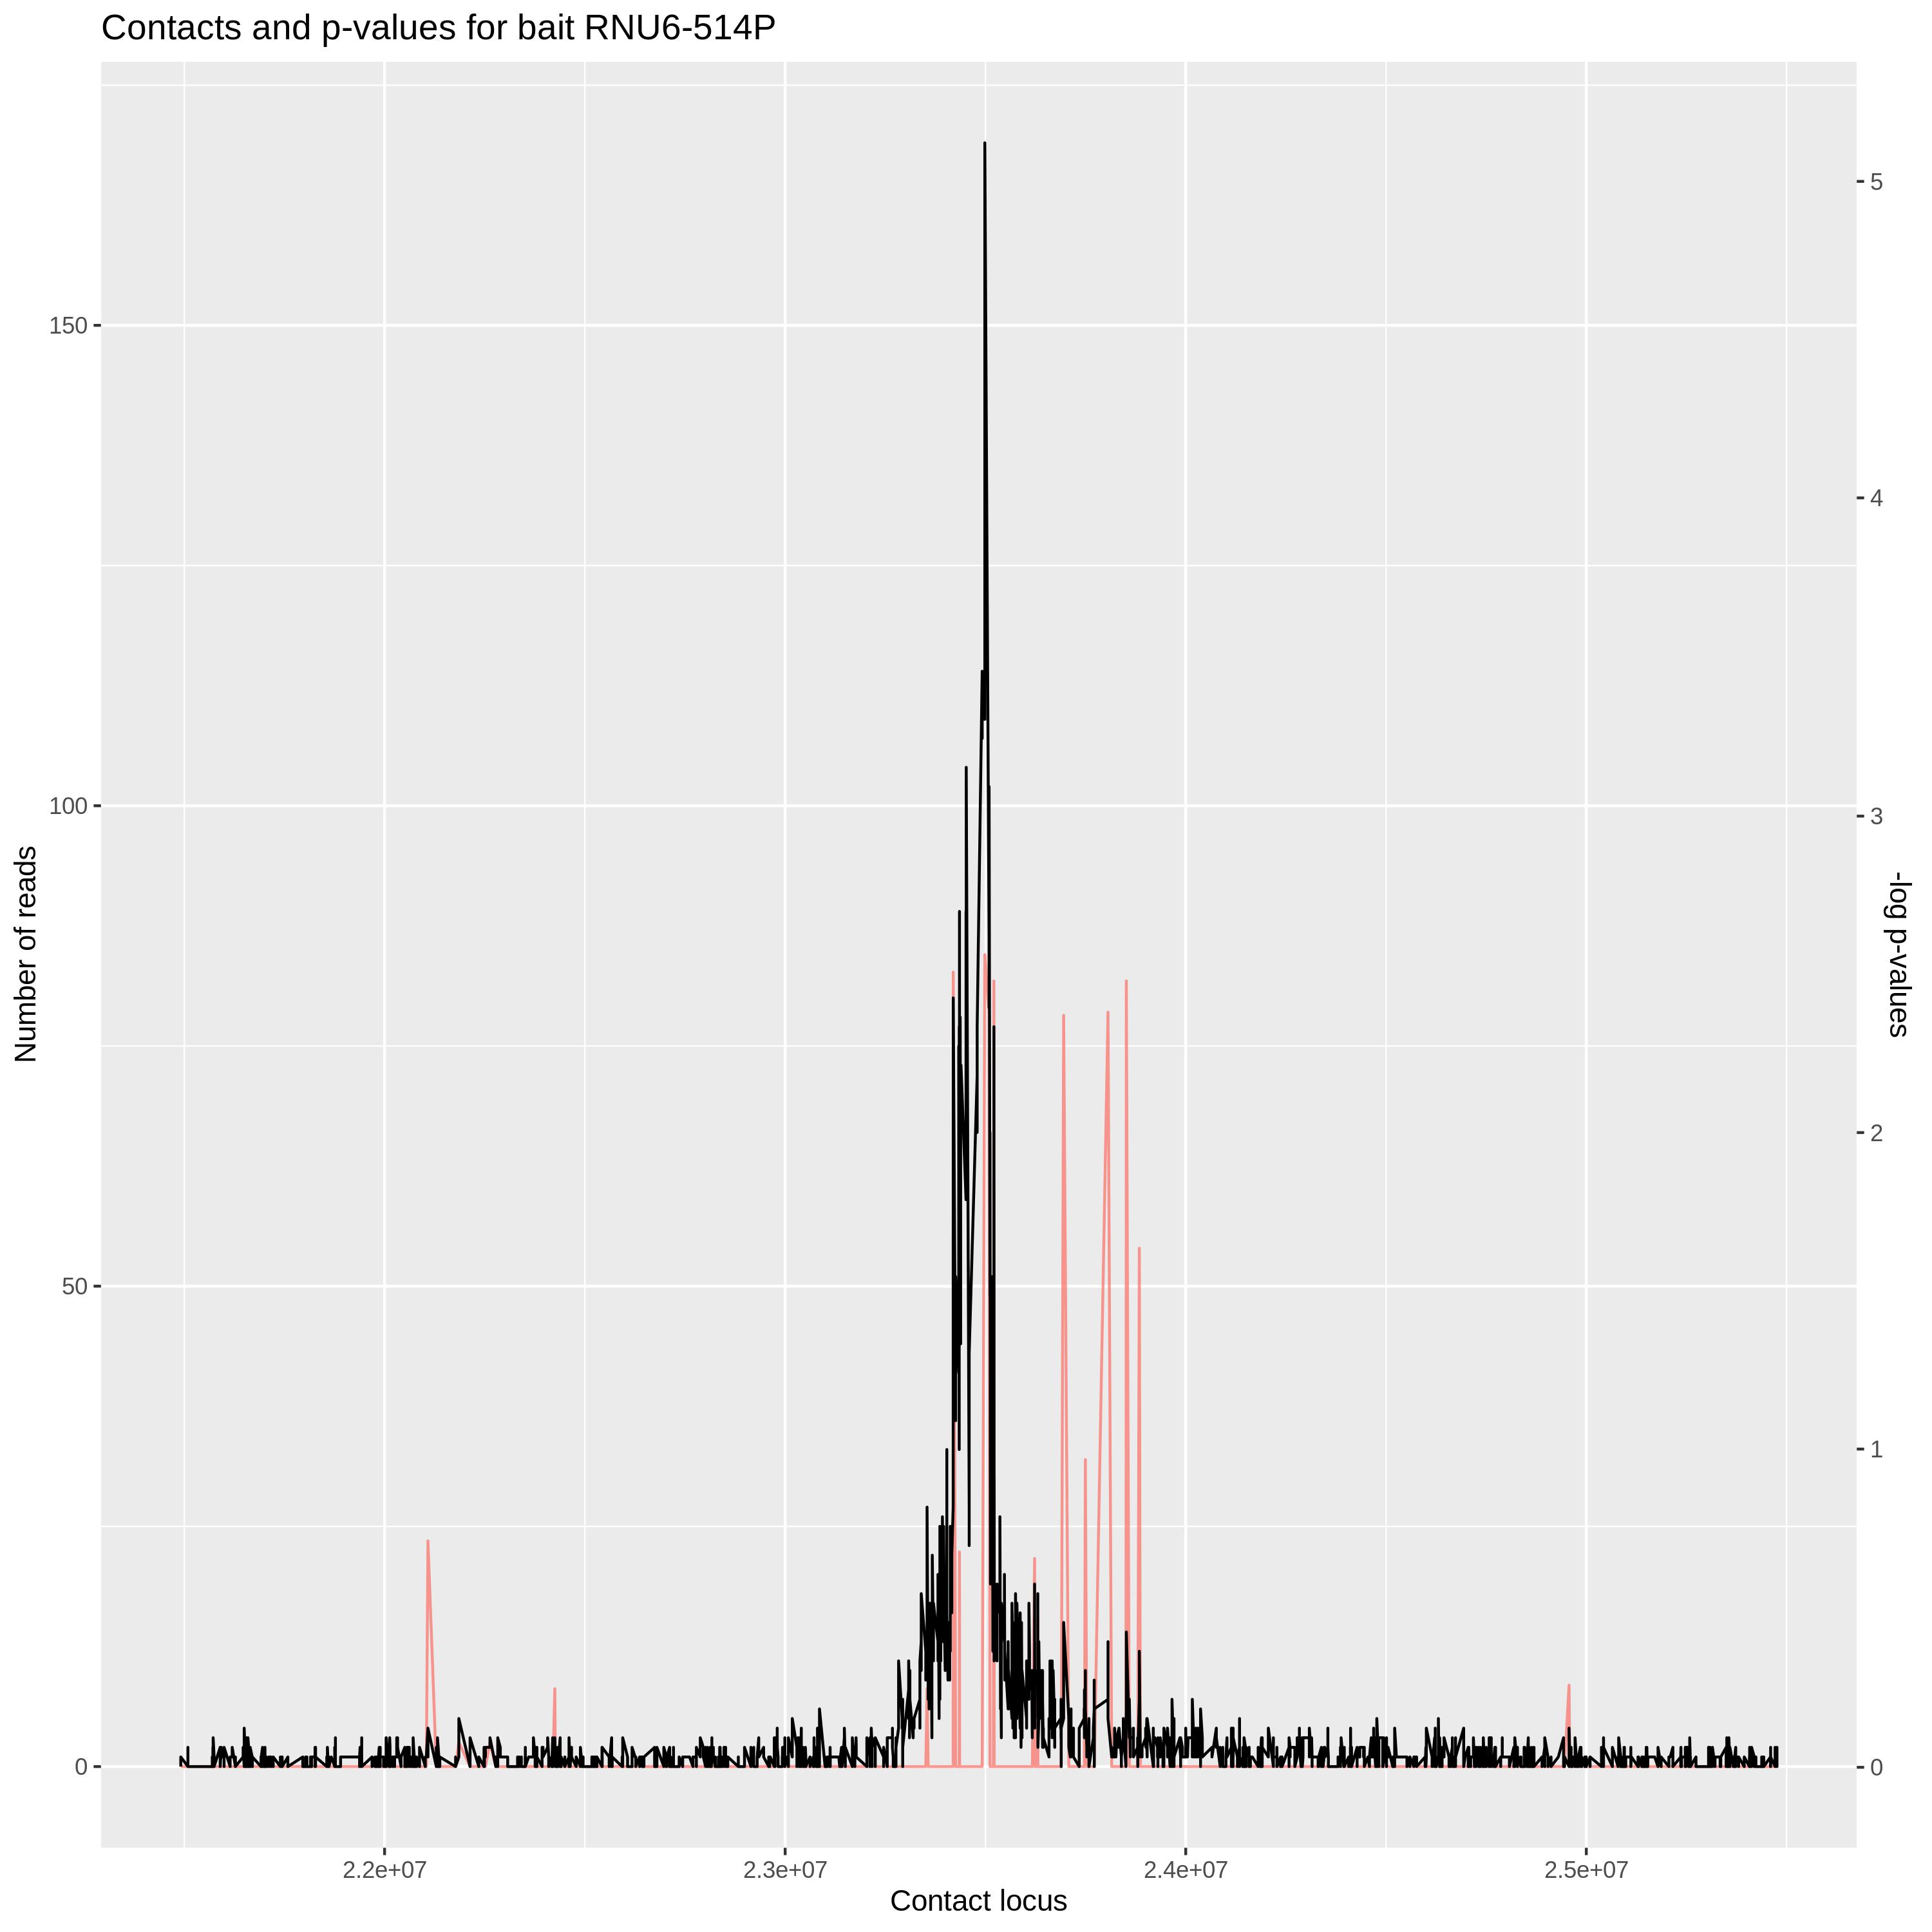 Contacts and p-values for bait RNU6-514P
150
100
50
0
Number of reads
5
4
3
2
1
0
-log p-values
2.2e+07
2.3e+07
2.4e+07
2.5e+07
Contact locus